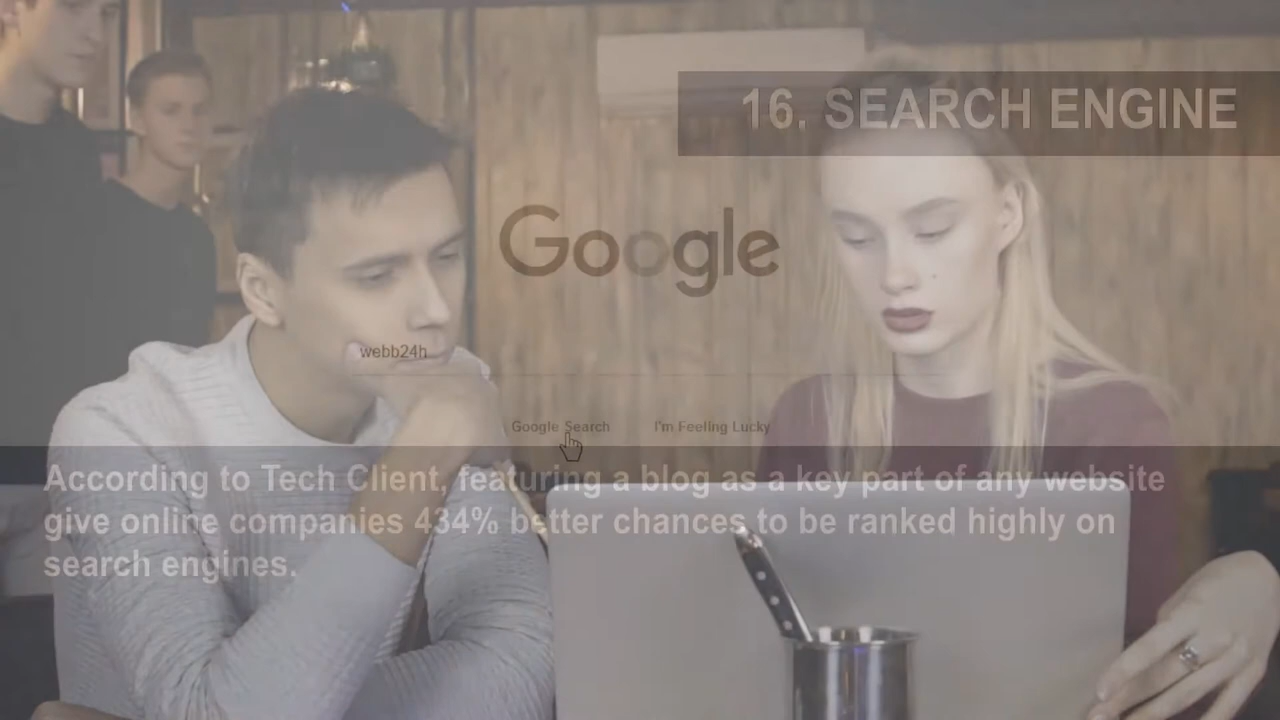 16. SEARCH ENGINE
Google
webb24h
Google Search I'm Feeling Lucky
According to Tech Client, featuring a blog as a key part of any website
give online companies 434% better chances to be ranked highly on
search engines.